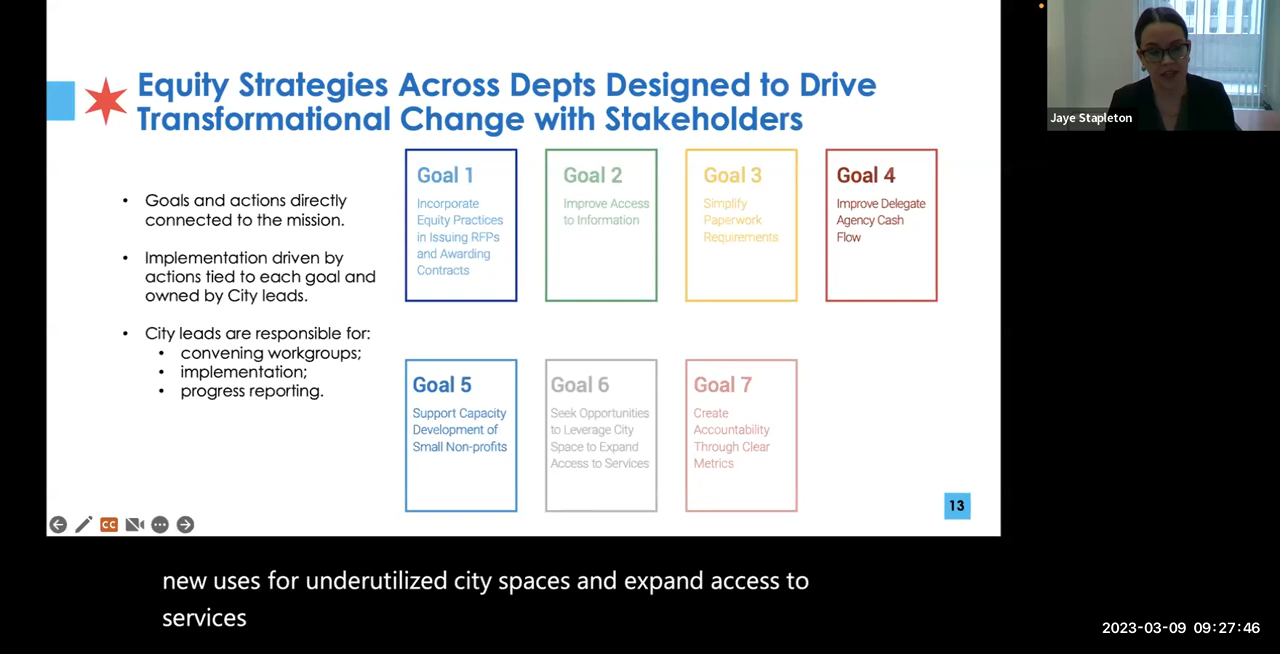 Equity Strategies Across Depts Designed to Drive
Transformational Change with Stakeholders
• Goals and actions directly
connected to the mission.
• Implementation driven by
actions tied to each goal and
owned by City leads.
• City leads are responsible for:
• convening workgroups;
• implementation;
• progress reporting.
Goal 1
Incorporate
Equity Practices
in Issuing RFPs
and Awarding
Contracts
Goal 2
Improve Access
to Information
Goal 3
Simplify
Paperwork
Requirements
Goal 4
Improve Delegate
Agency Cash
Flow
Goal 5
Support Capacity
Development of
Small Non-profits
Goal 6
Seek Opportunities
to Leverage City
Space to Expand
Access to Services
Goal 7
Create
Accountability
Through Clear
Metrics
13
CC
Jaye Stapleton
new uses for underutilized city spaces and expand access to
services
2023-03-09 09:27:46